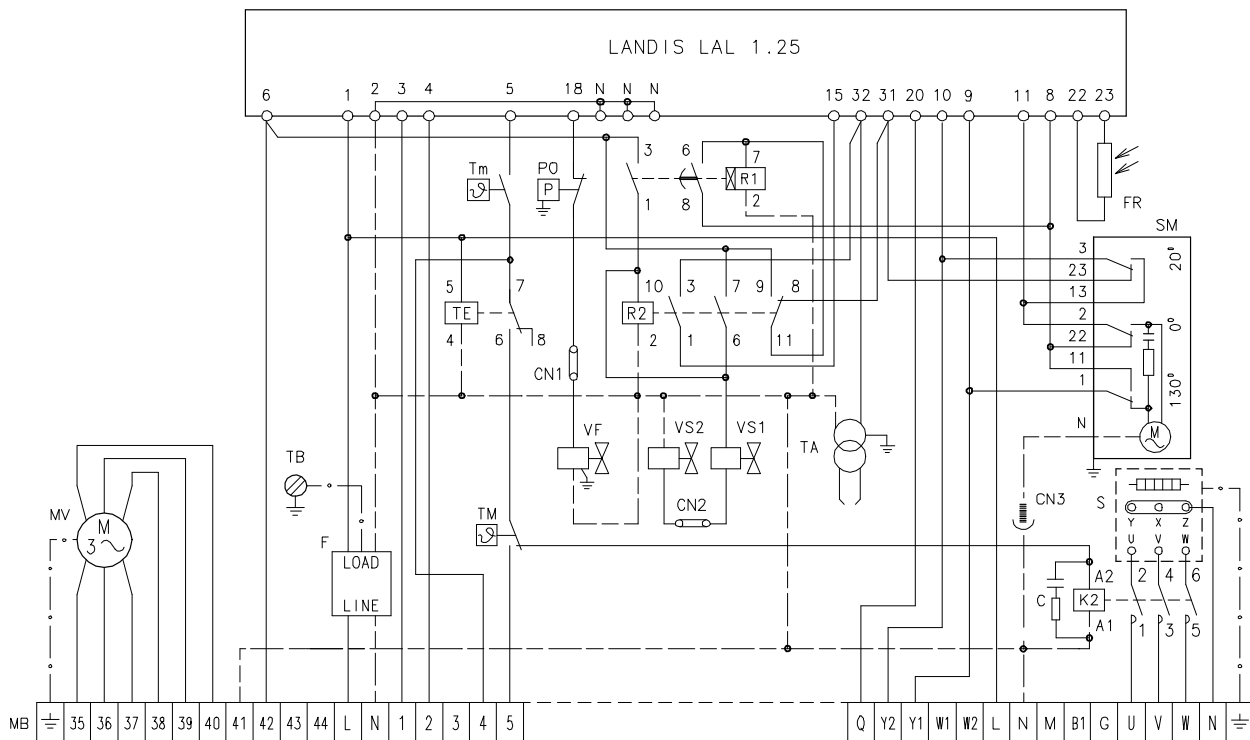 LANDIS LAL 1.25
6 1 2 3 4 5 18 N N N 15 32 31 20 10 9 11 8 22 23
3 6 7
Tm PO P R1
1 8 2
FR
SM
3 20°
23
13
5 7 10 3 7 9 8
TE R2
4 6 8 2 1 6 11
2 0°
22
11
1 130°
N M
CN1
VF VS2 VS1 TA
CN2
CN3
TB
MV M 3
F LOAD LINE
TM
S
Y X Z
U V W
C K2 A2 A1
2 4 6
1 3 5
MB 35 36 37 38 39 40 41 42 43 44 L N 1 2 3 4 5 Q Y2 Y1 W1 W2 L N M B1 G U V W N